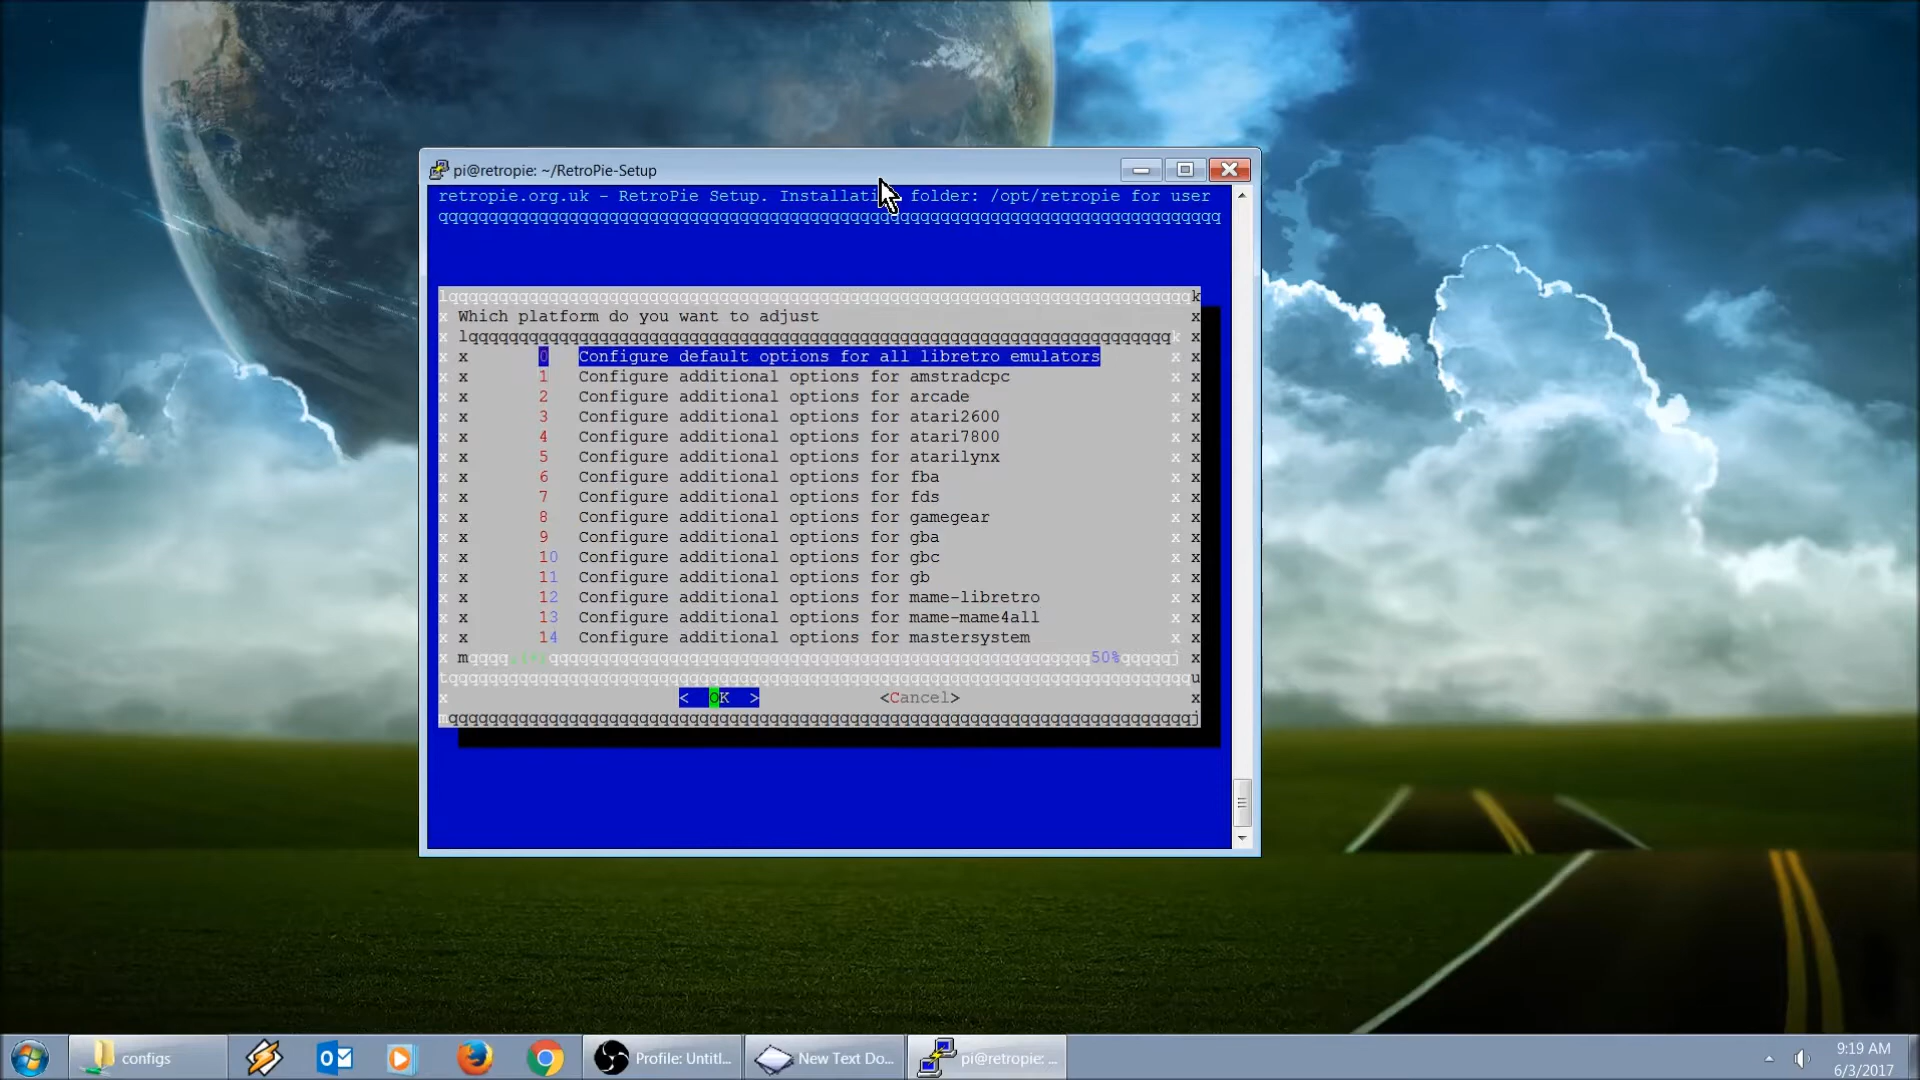 pi@retropie: ~/RetroPie-Setup
retropie.org.uk - RetroPie Setup. Installati folder: /opt/retropie for user
Which platform do you want to adjust
0 Configure default options for all libretro emulators
1 Configure additional options for amstradcpc
2 Configure additional options for arcade
3 Configure additional options for atari2600
4 Configure additional options for atari7800
5 Configure additional options for atarilynx
6 Configure additional options for fba
7 Configure additional options for fds
8 Configure additional options for gamegear
9 Configure additional options for gba
10 Configure additional options for gbc
11 Configure additional options for gb
12 Configure additional options for mame-libretro
13 Configure additional options for mame-mame4all
14 Configure additional options for mastersystem
50%
< OK > <Cancel>
configs
Profile: Untitl...
New Text Do...
pi@retropie: ...
9:19 AM
6/3/2017